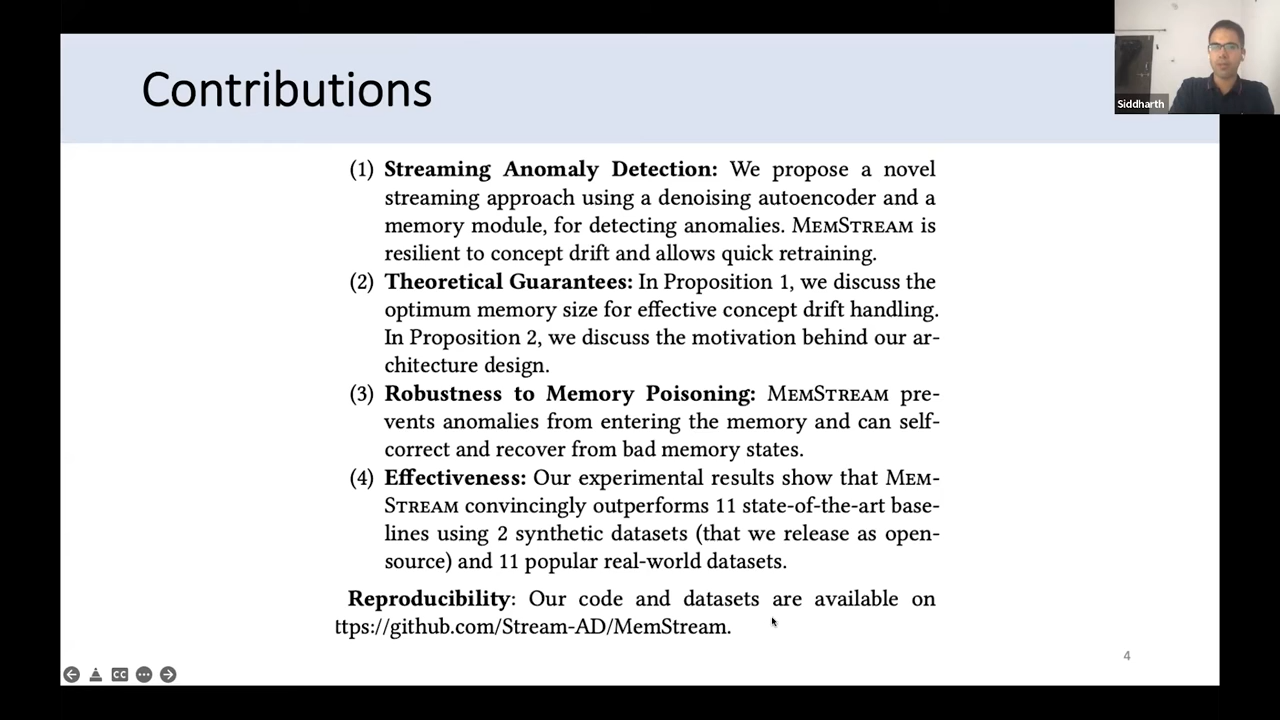 Contributions
Siddharth
(1) Streaming Anomaly Detection: We propose a novel
streaming approach using a denoising autoencoder and a
memory module, for detecting anomalies. MemStream is
resilient to concept drift and allows quick retraining.
(2) Theoretical Guarantees: In Proposition 1, we discuss the
optimum memory size for effective concept drift handling.
In Proposition 2, we discuss the motivation behind our ar-
chitecture design.
(3) Robustness to Memory Poisoning: MemStream pre-
vents anomalies from entering the memory and can self-
correct and recover from bad memory states.
(4) Effectiveness: Our experimental results show that Mem-
Stream convincingly outperforms 11 state-of-the-art base-
lines using 2 synthetic datasets (that we release as open-
source) and 11 popular real-world datasets.
Reproducibility: Our code and datasets are available on
ttps://github.com/Stream-AD/MemStream.
4
CC